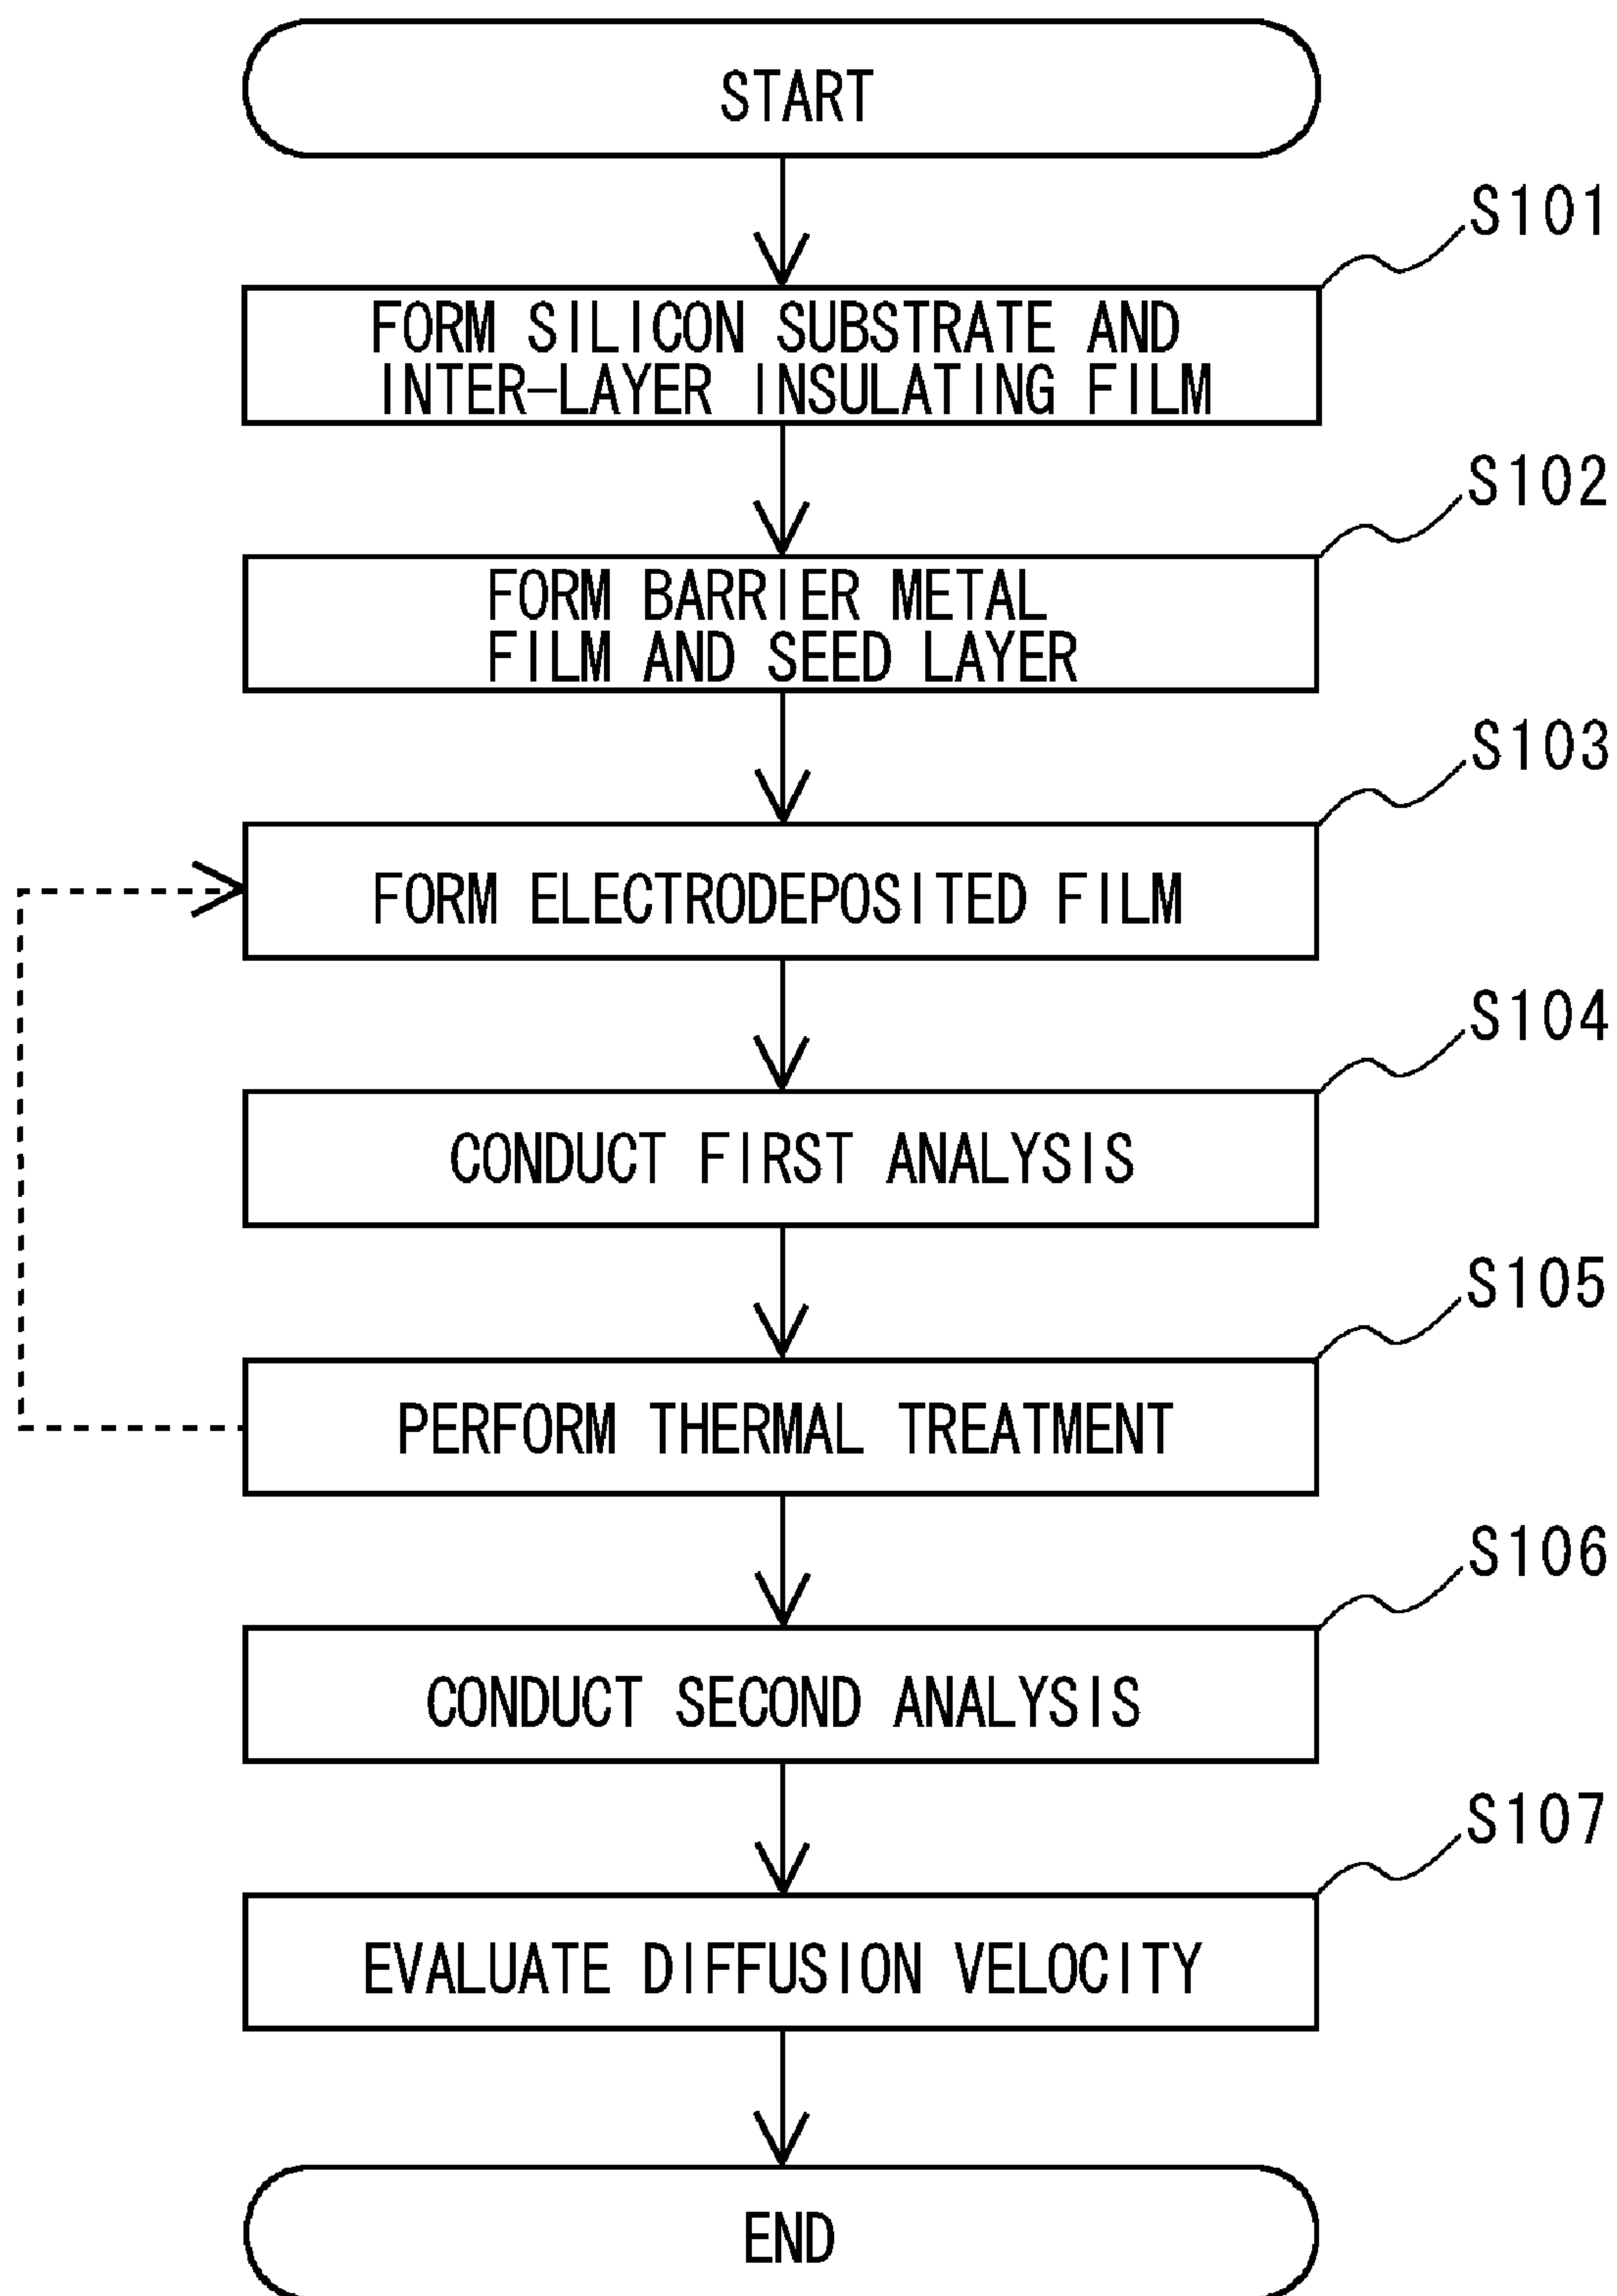 START
S101
FORM SILICON SUBSTRATE AND
INTER-LAYER INSULATING FILM
S102
FORM BARRIER METAL
FILM AND SEED LAYER
S103
FORM ELECTRODEPOSITED FILM
S104
CONDUCT FIRST ANALYSIS
S105
PERFORM THERMAL TREATMENT
S106
CONDUCT SECOND ANALYSIS
S107
EVALUATE DIFFUSION VELOCITY
END